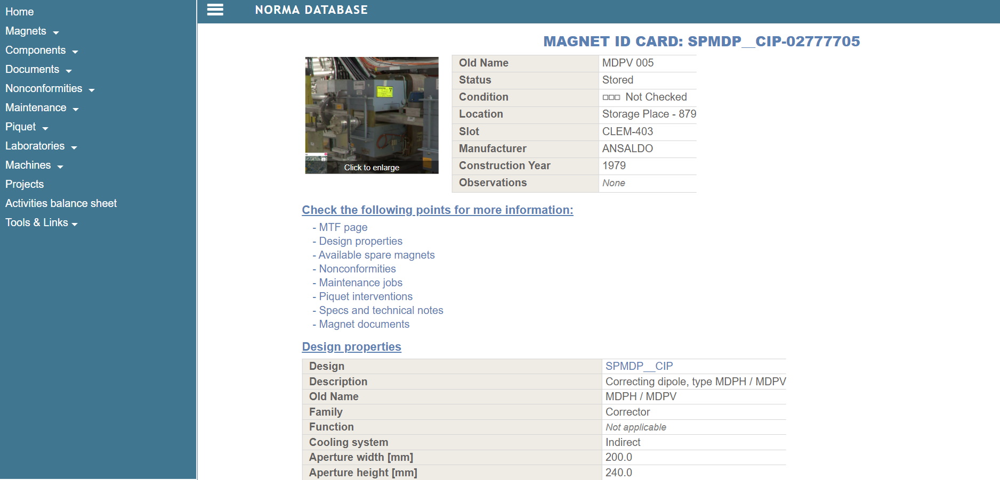 Home
Magnets
Components
Documents
Nonconformities
Maintenance
Piquet
Laboratories
Machines
Projects
Activities balance sheet
Tools & Links
NORMA DATABASE
MAGNET ID CARD: SPMDP__CIP-02777705
Click to enlarge
Old Name MDPV 005
Status Stored
Condition Not Checked
Location Storage Place - 879
Slot CLEM-403
Manufacturer ANSALDO
Construction Year 1979
Observations None
Check the following points for more information:
- MTF page
- Design properties
- Available spare magnets
- Nonconformities
- Maintenance jobs
- Piquet interventions
- Specs and technical notes
- Magnet documents
Design properties
Design SPMDP__CIP
Description Correcting dipole, type MDPH / MDPV
Old Name MDPH / MDPV
Family Corrector
Function Not applicable
Cooling system Indirect
Aperture width [mm] 200.0
Aperture height [mm] 240.0